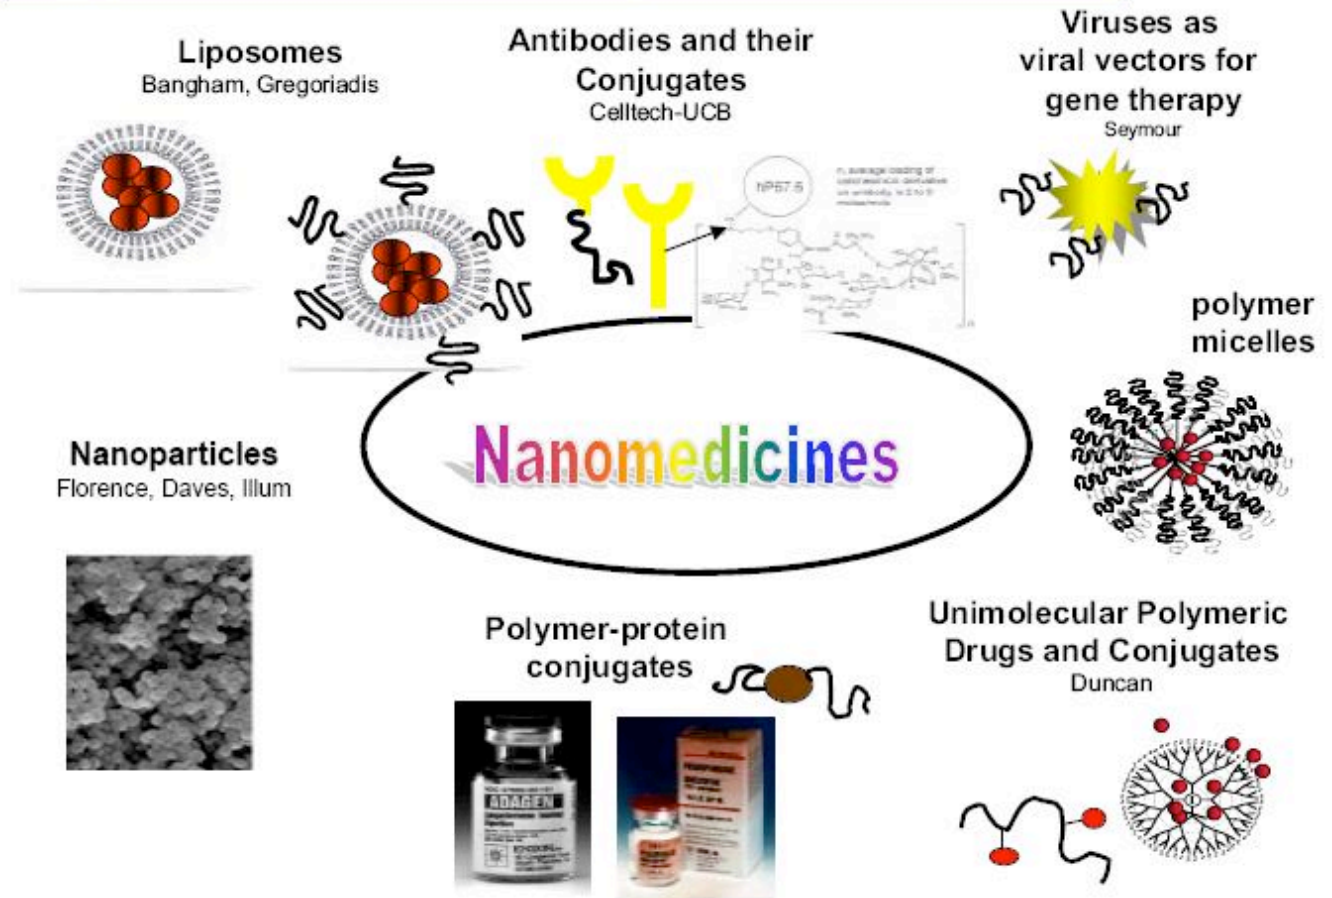 Liposomes
Bangham, Gregoriadis
Antibodies and their
Conjugates
Celltech-UCB
hP67.6
Viruses as
viral vectors for
gene therapy
Seymour
polymer
micelles
Nanoparticles
Florence, Daves, Illum
Nanomedicines
Polymer-protein
conjugates
ADAGEN
Unimolecular Polymeric
Drugs and Conjugates
Duncan